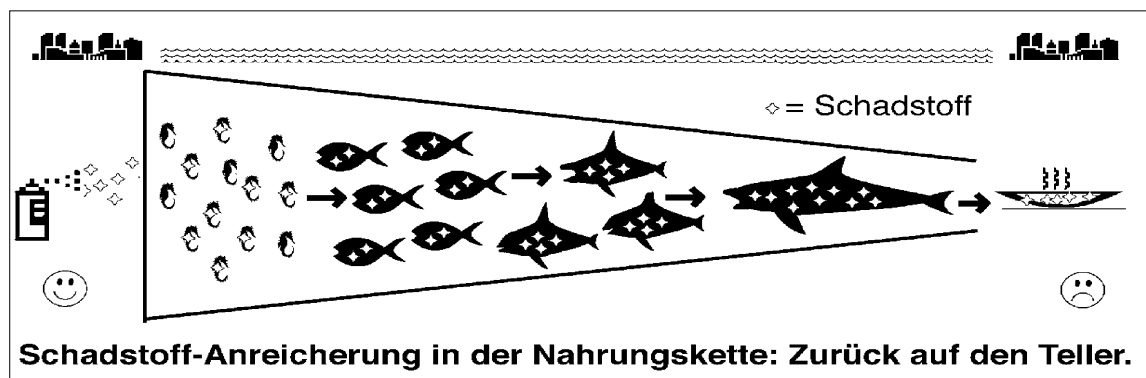 ✧ = Schadstoff
Schadstoff-Anreicherung in der Nahrungskette: Zurück auf den Teller.